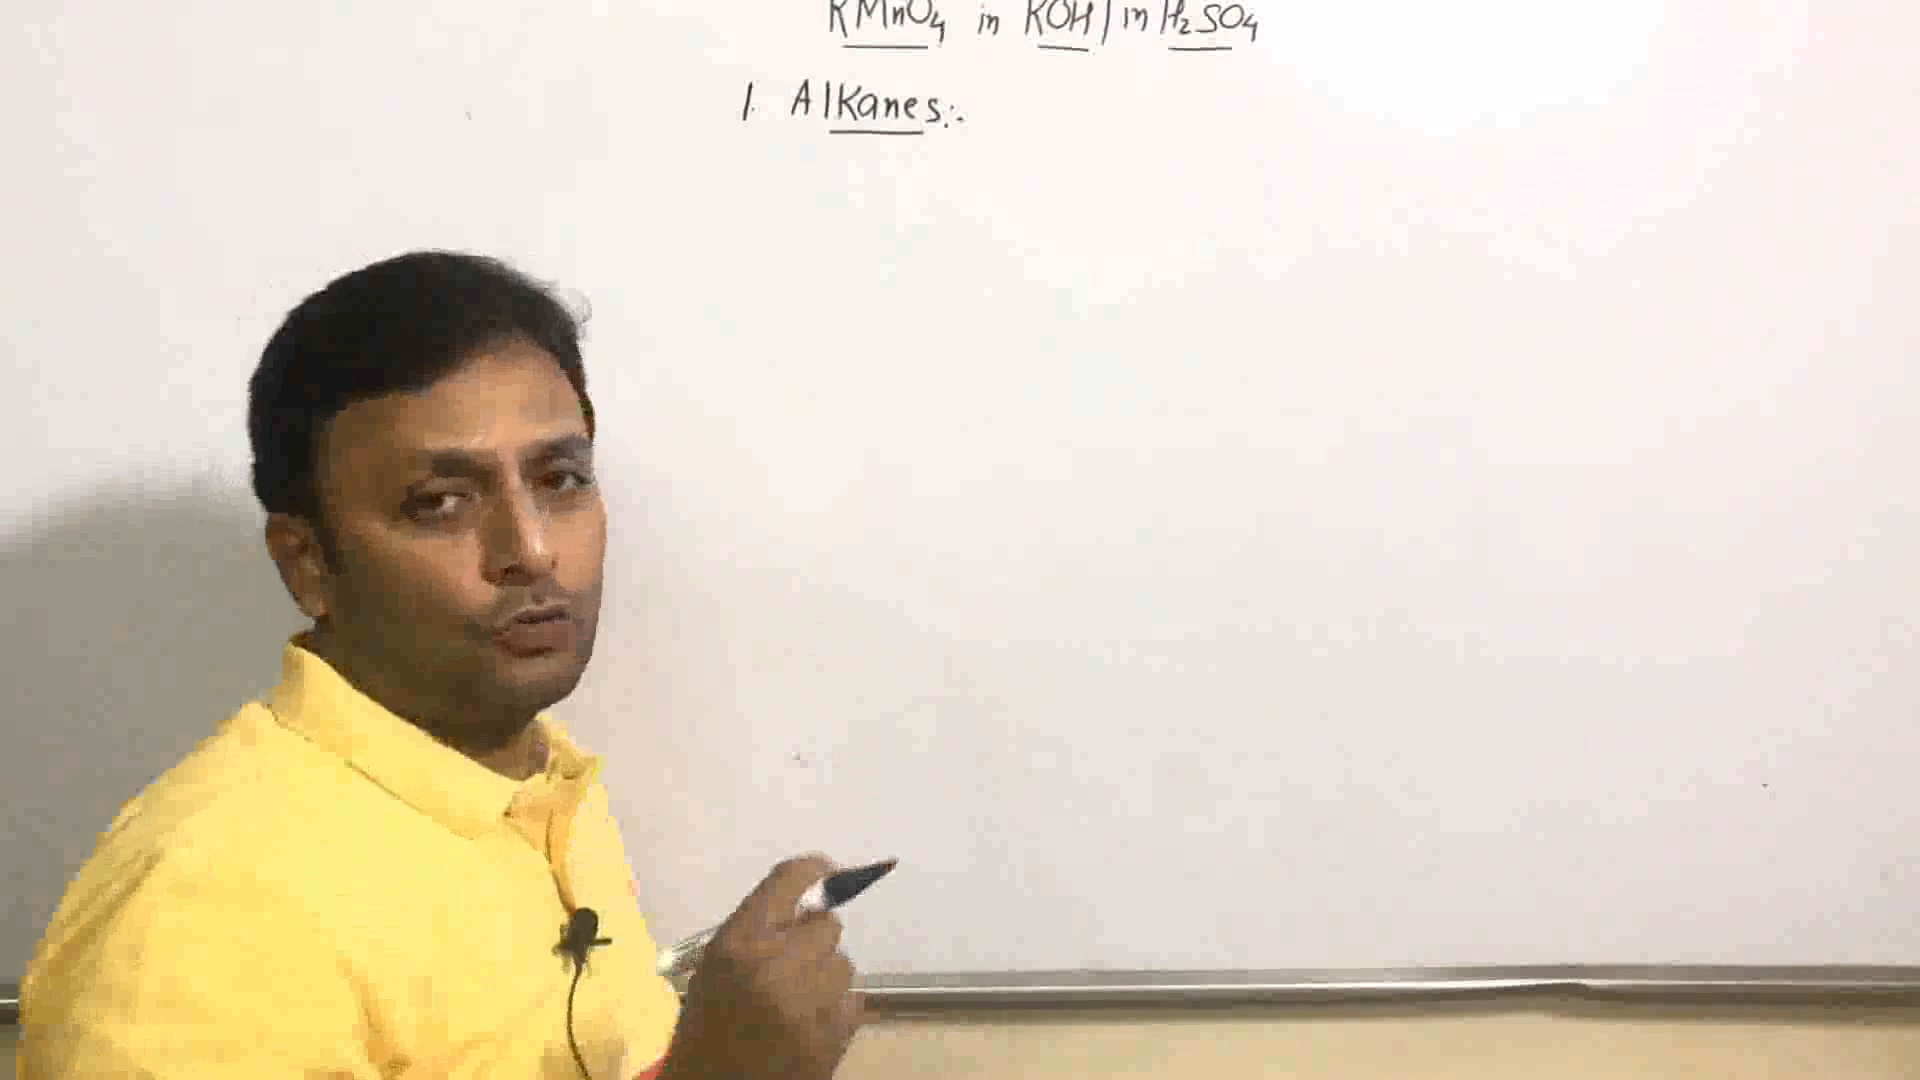 KMnO₄ in KOH / in H₂SO₄
1. Alkanes:-